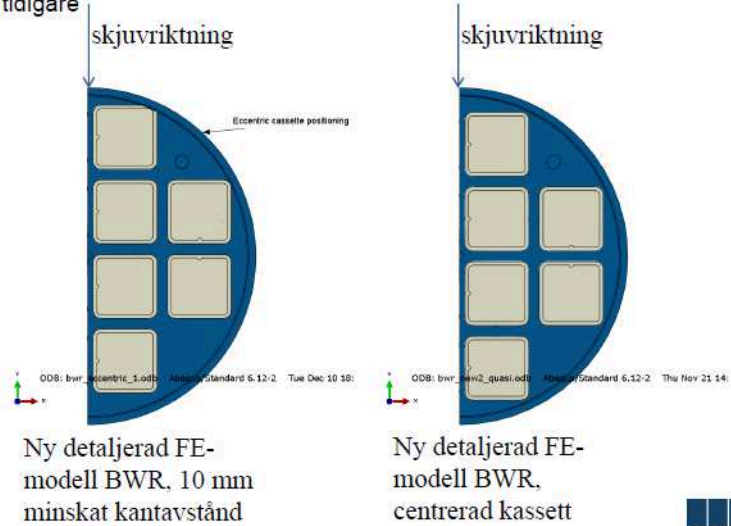 tidigare
skjuvriktning
skjuvriktning
Eccentric cassette positioning
ODB: bwr_eccentric_1.odb Abaqus/Standard 6.12-2 Tue Dec 10 18:
ODB: bwr_new2_quasi.odb Abaqus/Standard 6.12-2 Thu Nov 21 14:
Y
X
Y
X
Ny detaljerad FE-
modell BWR, 10 mm
minskat kantavstånd
Ny detaljerad FE-
modell BWR,
centrerad kassett